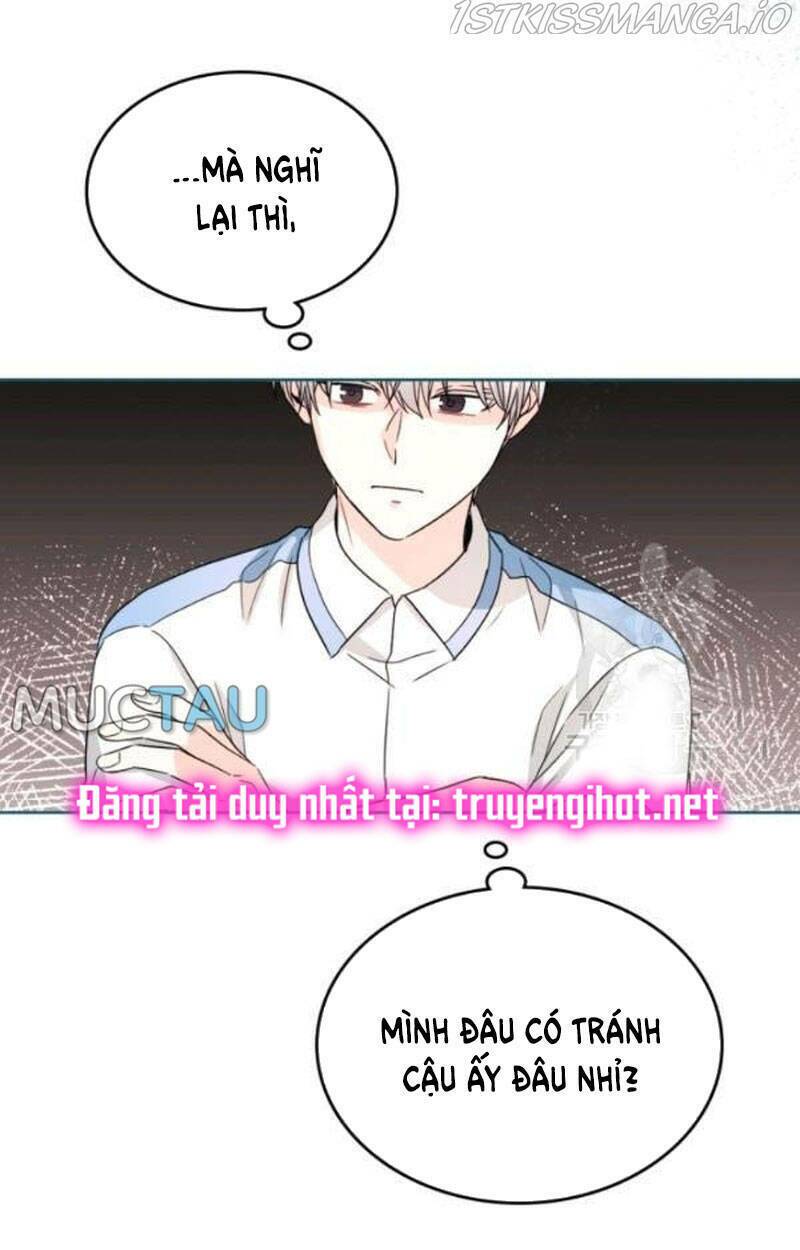 1STKISSMANGA.IO
...MÀ NGHĨ
LẠI THÌ,
MUCTAU
Đăng tải duy nhất tại: truyengihot.net
MÌNH ĐÂU CÓ TRÁNH
CẬU ẤY ĐÂU NHỈ?